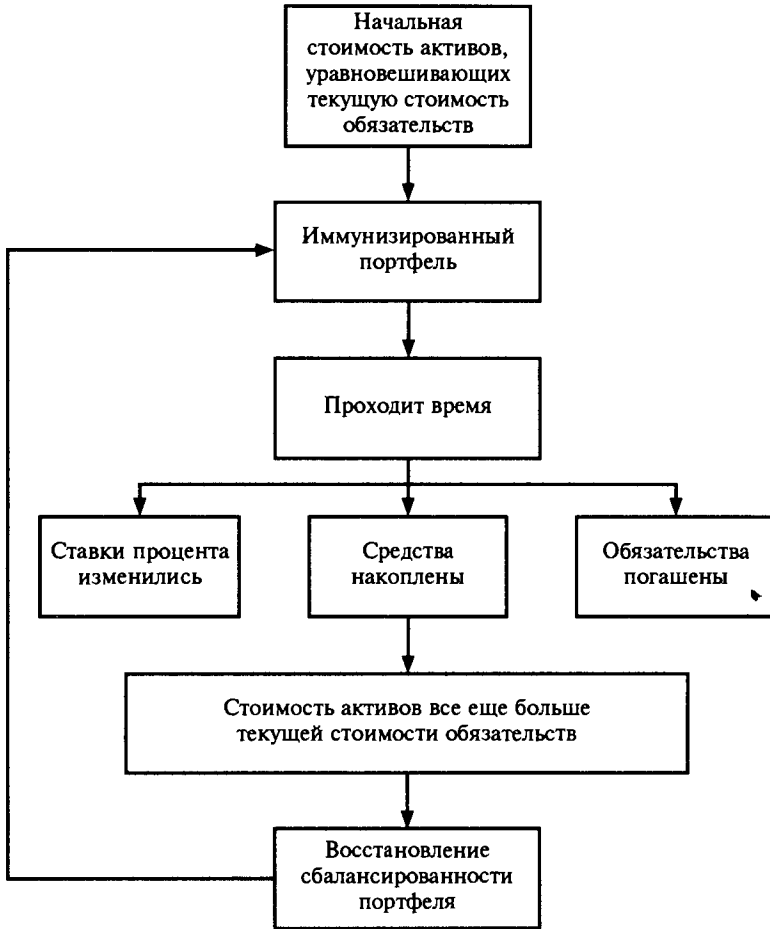 Начальная
стоимость активов,
уравновешивающих
текущую стоимость
обязательств
Иммунизированный
портфель
Проходит время
Ставки процента
изменились
Средства
накоплены
Обязательства
погашены
Стоимость активов все еще больше
текущей стоимости обязательств
Восстановление
сбалансированности
портфеля